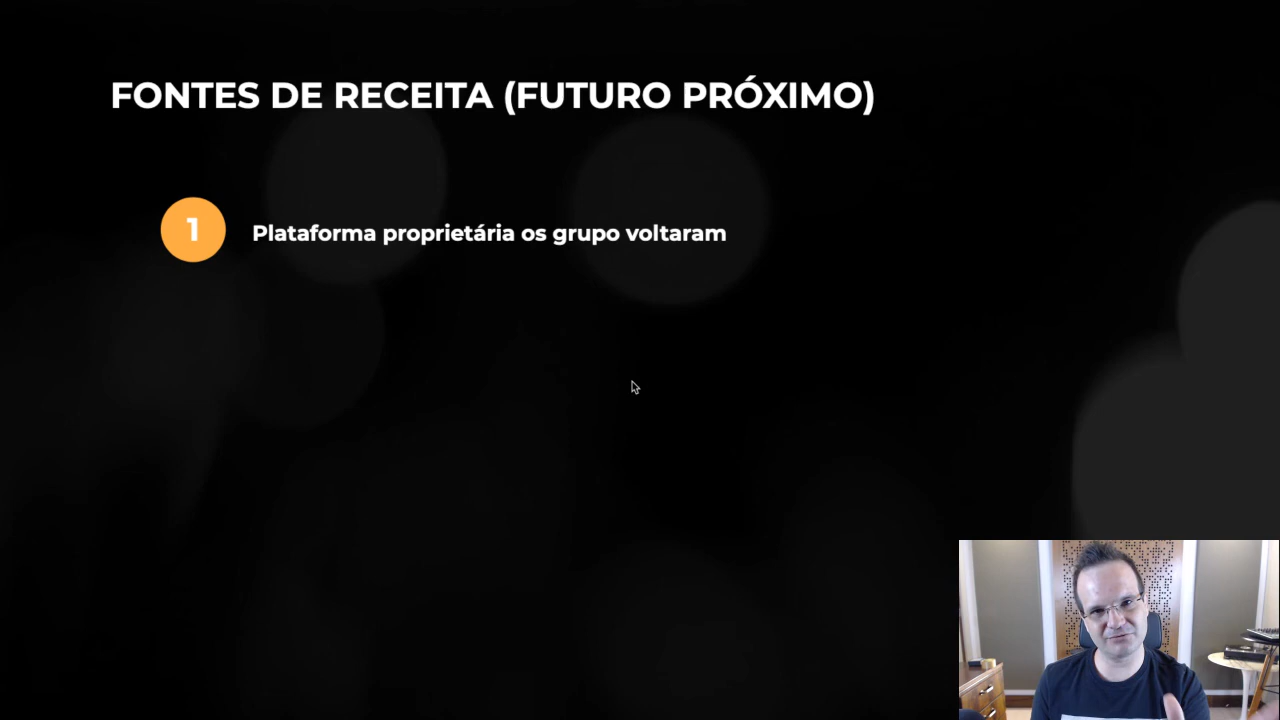 FONTES DE RECEITA (FUTURO PRÓXIMO)
1 Plataforma proprietária os grupo voltaram